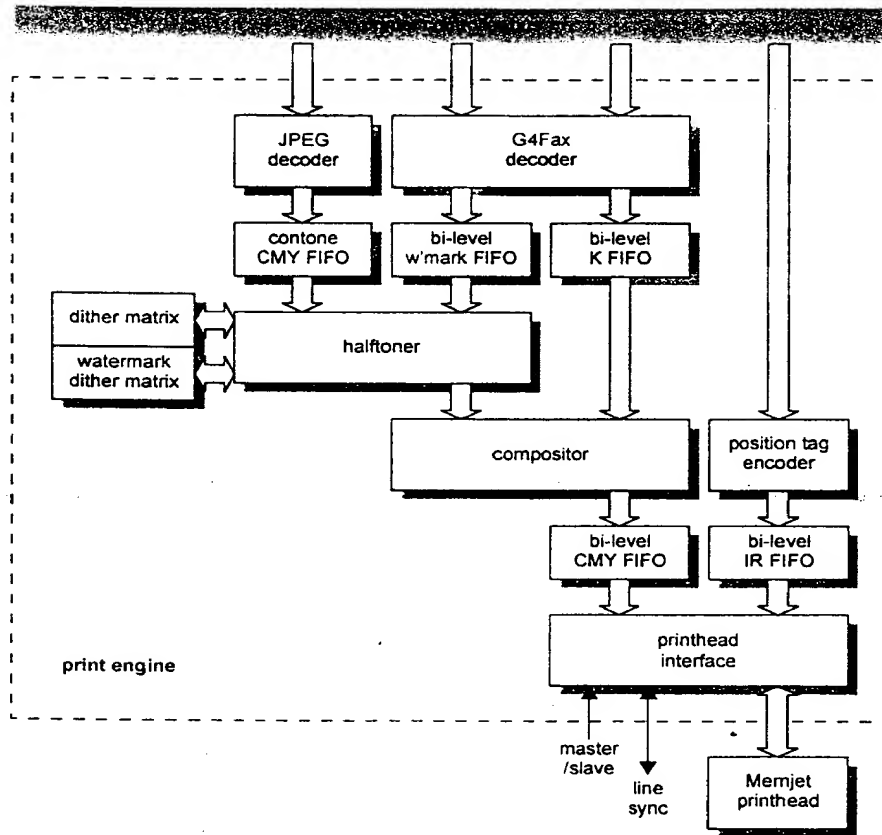 JPEG
decoder
G4Fax
decoder
contone
CMY FIFO
bi-level
w'mark FIFO
bi-level
K FIFO
dither matrix
watermark
dither matrix
halftoner
compositor
position tag
encoder
bi-level
CMY FIFO
bi-level
IR FIFO
printhead
interface
print engine
master
/slave
line
sync
Memjet
printhead